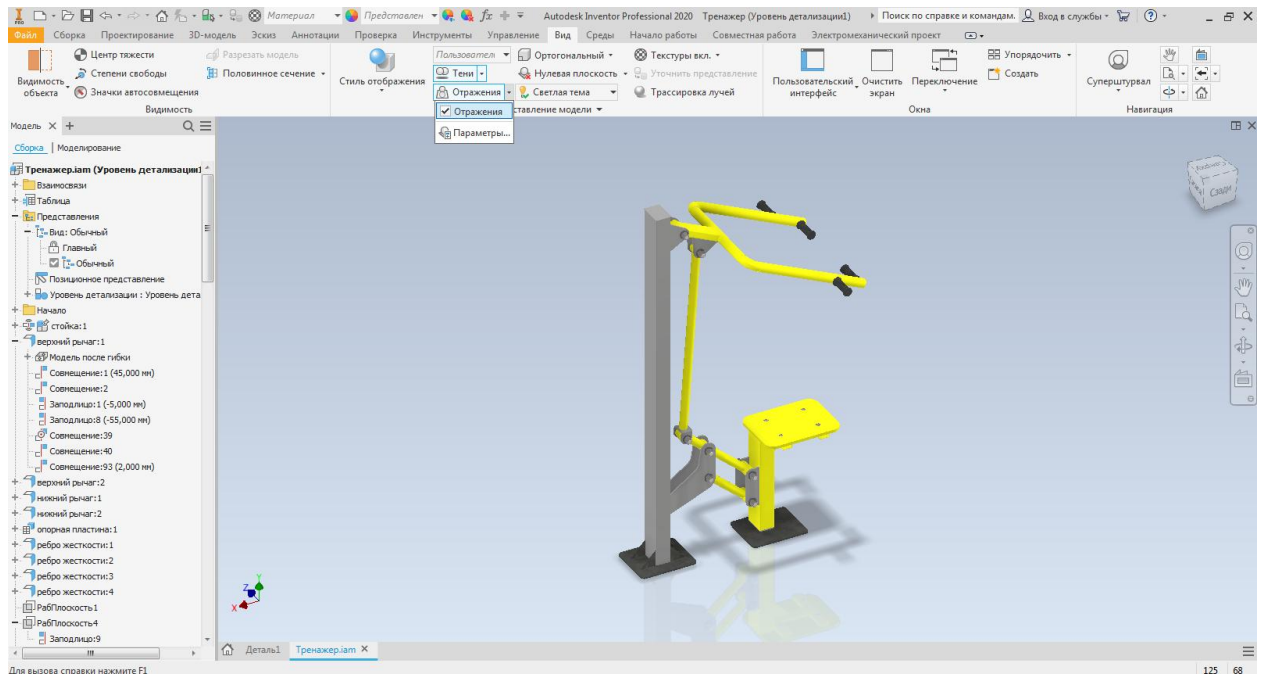 PRO Материал Представлен fx Autodesk Inventor Professional 2020 Тренажер (Уровень детализации1) Поиск по справке и командам. Вход в службы
Файл Сборка Проектирование 3D-модель Эскиз Аннотации Проверка Инструменты Управление Вид Среды Начало работы Совместная работа Электромеханический проект
Центр тяжести Разрезать модель Пользовател Ортогональный Текстуры вкл. Упорядочить
Степени свободы Половинное сечение Тени Нулевая плоскость Уточнить представление Создать
Видимость объекта Стиль отображения Пользовательский интерфейс Очистить экран Переключение Суперштурвал
Значки автосовмещения Отражения Светлая тема Трассировка лучей
Видимость ставление модели Окна Навигация
Отражения
Параметры...
Модель
Сборка Моделирование
Тренажер.iam (Уровень детализации1
Взаимосвязи
Таблица
Представления
Вид: Обычный
Главный
Обычный
Позиционное представление
Уровень детализации : Уровень дета
Начало
стойка:1
верхний рычаг:1
Модель после гибки
Совмещение:1 (45,000 мм)
Совмещение:2
Заподлицо:1 (-5,000 мм)
Заподлицо:8 (-55,000 мм)
Совмещение:39
Совмещение:40
Совмещение:93 (2,000 мм)
верхний рычаг:2
нижний рычаг:1
нижний рычаг:2
опорная пластина:1
ребро жесткости:1
ребро жесткости:2
ребро жесткости:3
ребро жесткости:4
РабПлоскость1
РабПлоскость4
Заподлицо:9
Сзади
Y
Z
X
Деталь1 Тренажер.iam
Для вызова справки нажмите F1 125 68